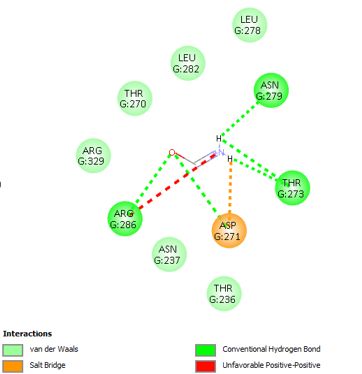 LEU
G:278
LEU
G:282
ASN
G:279
THR
G:270
H
ARG
G:329
O
N
H
THR
G:273
ARG
G:286
ASP
G:271
ASN
G:237
THR
G:236
Interactions
van der Waals
Conventional Hydrogen Bond
Salt Bridge
Unfavorable Positive-Positive